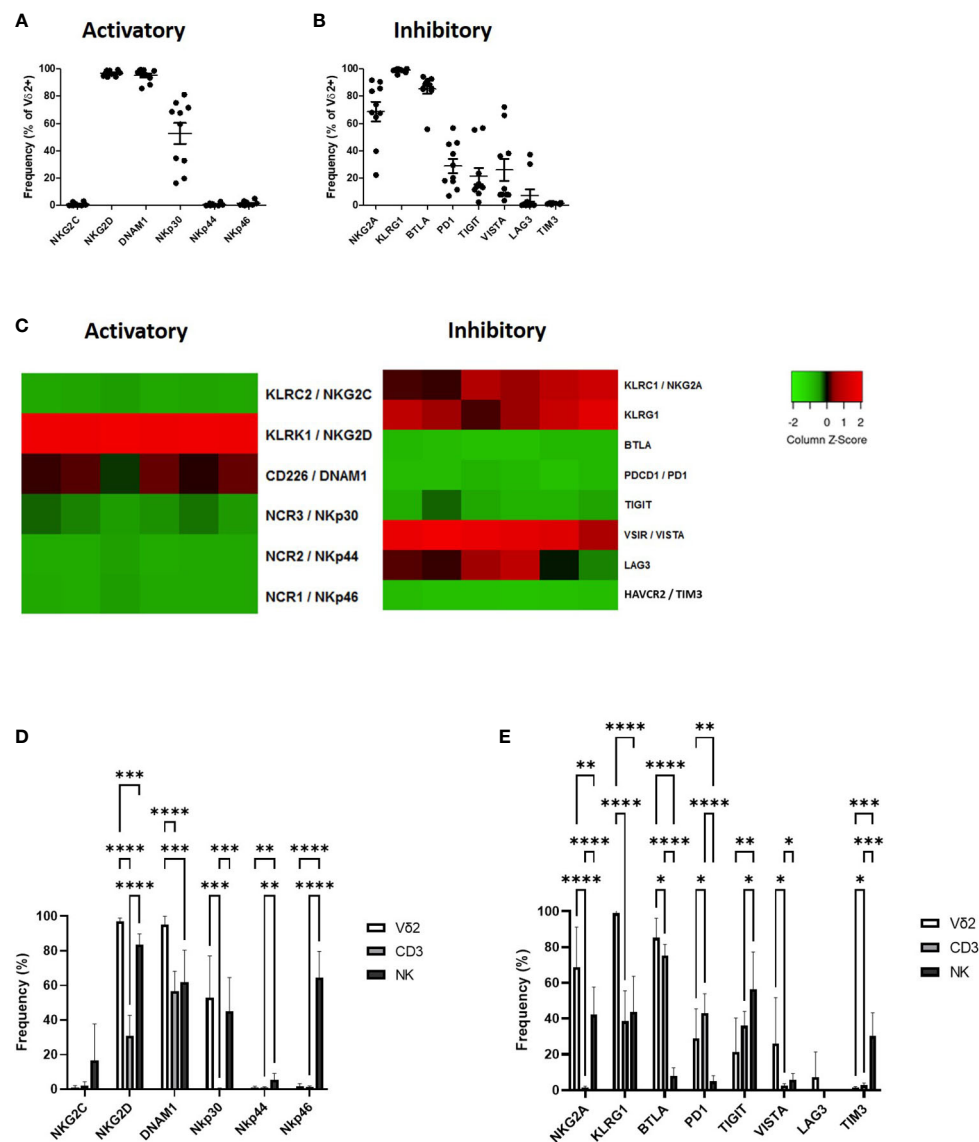 A
Activatory
Frequency (% of Vδ2+)
100
80
60
40
20
0
NKG2C
NKG2D
DNAM1
NKp30
NKp44
NKp46
B
Inhibitory
Frequency (% of Vδ2+)
100
80
60
40
20
0
NKG2A
KLRG1
BTLA
PD1
TIGIT
VISTA
LAG3
TIM3
C
Activatory
KLRC2 / NKG2C
KLRK1 / NKG2D
CD226 / DNAM1
NCR3 / NKp30
NCR2 / NKp44
NCR1 / NKp46
Inhibitory
KLRC1 / NKG2A
KLRG1
BTLA
PDCD1 / PD1
TIGIT
VSIR / VISTA
LAG3
HAVCR2 / TIM3
-2 -1 0 1 2
Column Z-Score
D
***
**** ****
*** *** ** ****
**** *** **
****
Frequency (%)
100
80
60
40
20
0
NKG2C
NKG2D
DNAM1
Nkp30
Nkp44
Nkp46
Vδ2
CD3
NK
E
**** **
** **** ***
**** **** ****
**** ** * ***
**** * * * * *
Frequency (%)
100
80
60
40
20
0
NKG2A
KLRG1
BTLA
PD1
TIGIT
VISTA
LAG3
TIM3
Vδ2
CD3
NK